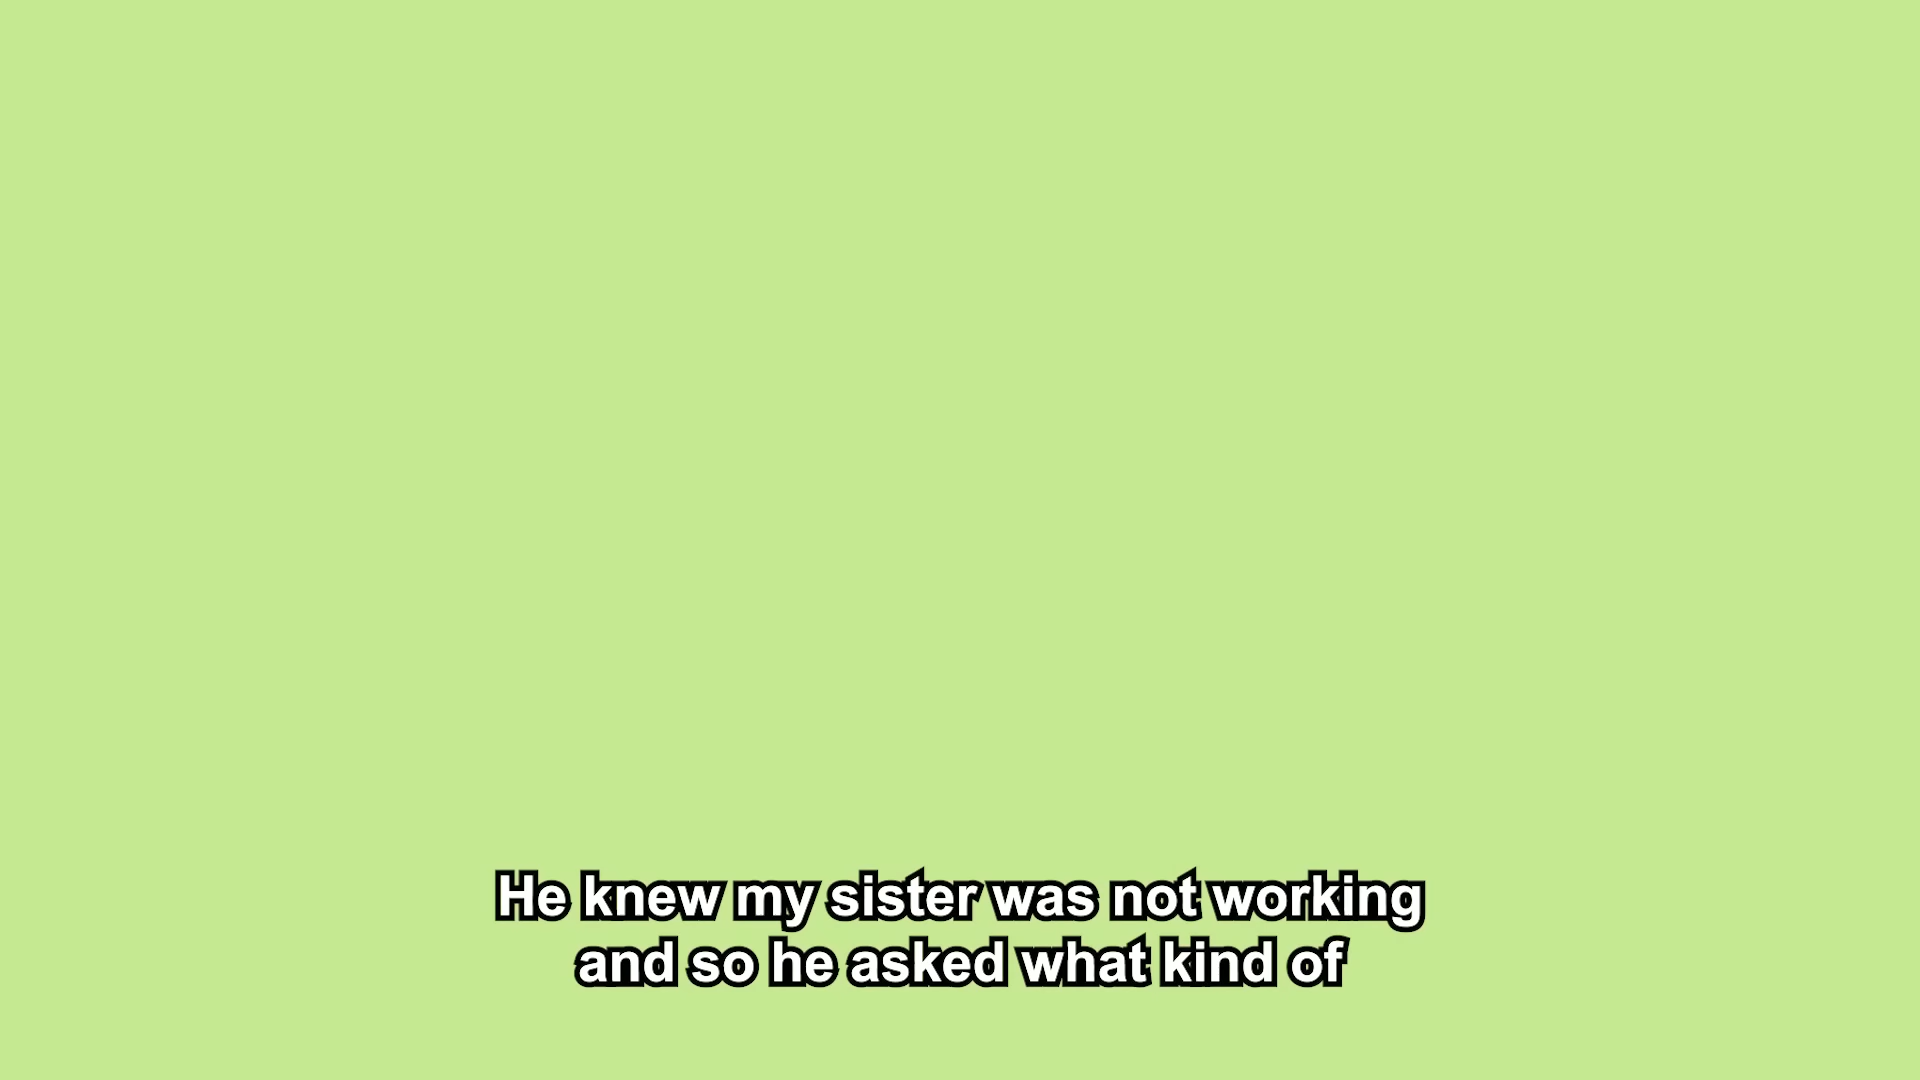 He knew my sister was not working
and so he asked what kind of